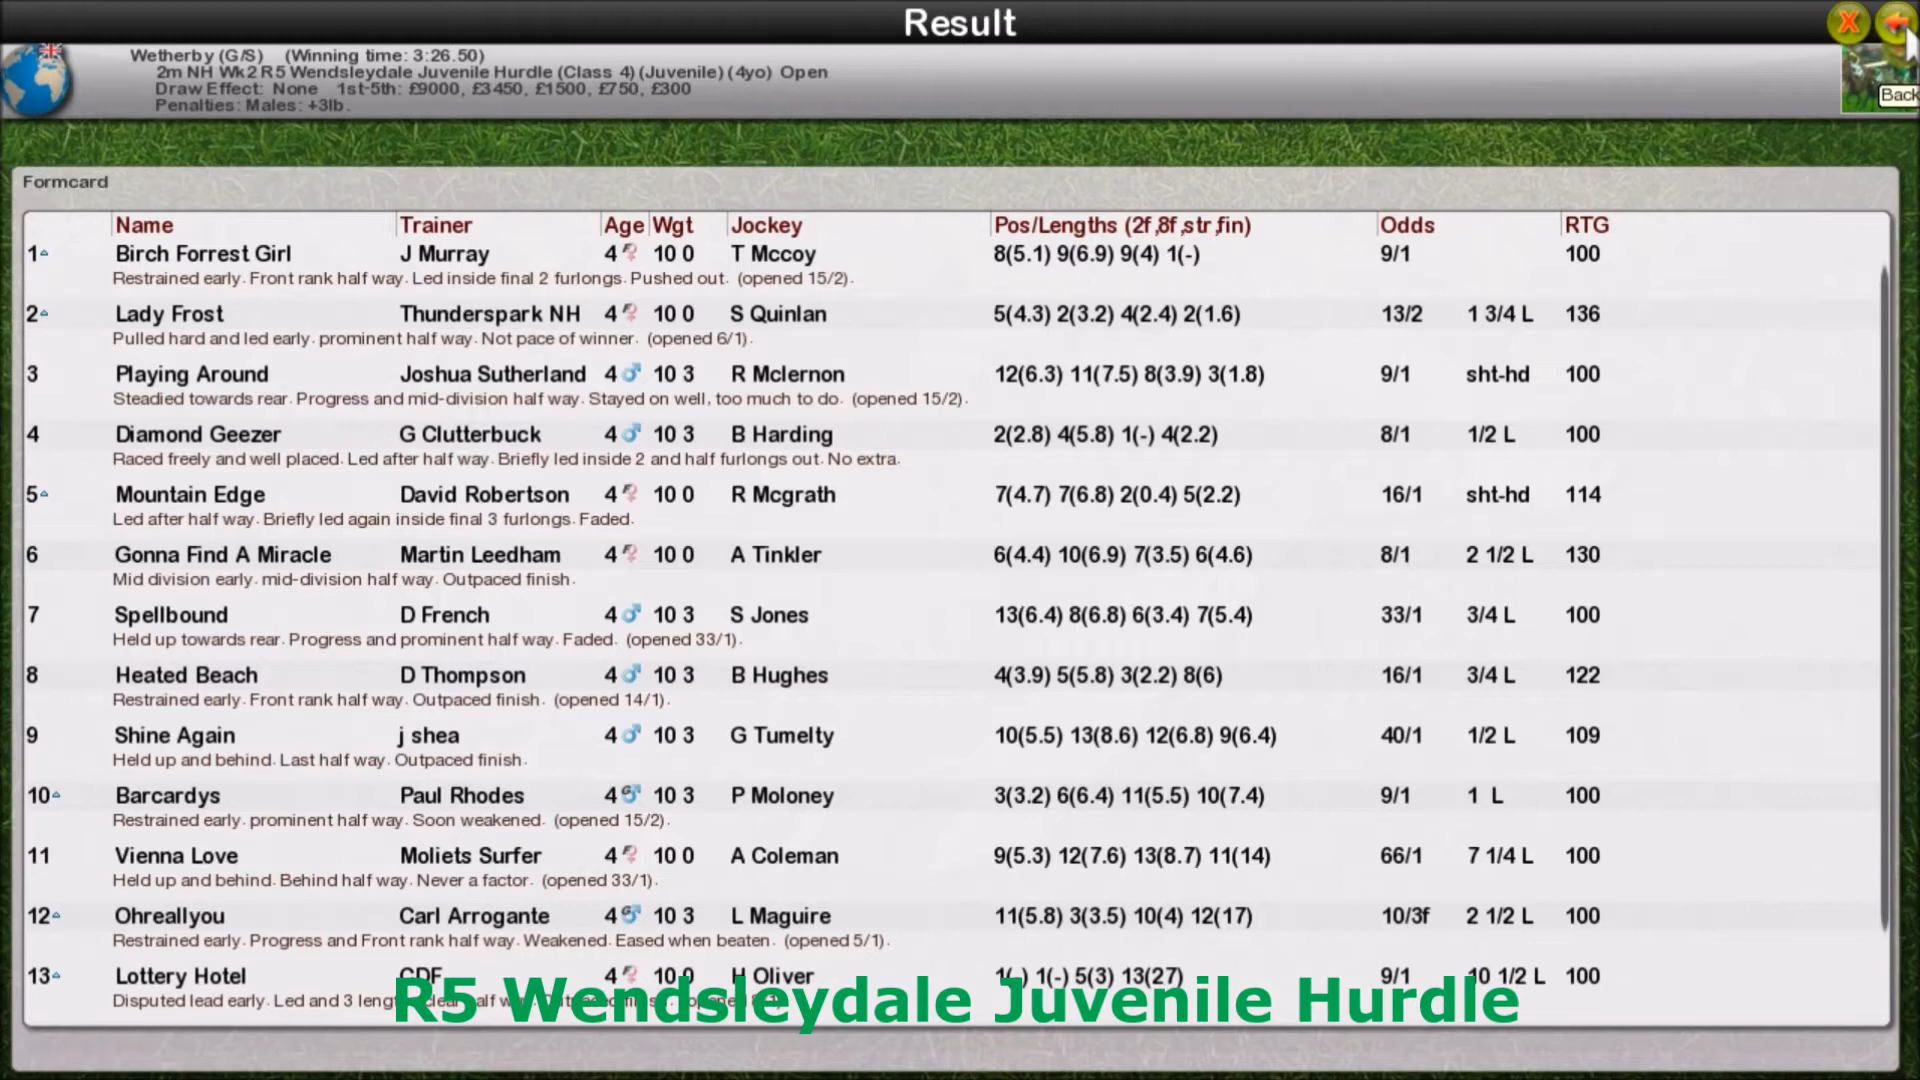 Result
Wetherby (G/S) (Winning time: 3:26.50)
2m NH Wk2 R5 Wendsleydale Juvenile Hurdle (Class 4) (Juvenile) (4yo) Open
Draw Effect: None 1st-5th: £9000, £3450, £1500, £750, £300
Penalties: Males: +3lb.
X
Back
Formcard
Name Trainer Age Wgt Jockey Pos/Lengths (2f,8f,str,fin) Odds RTG
1 Birch Forrest Girl J Murray 4 10 0 T Mccoy 8(5.1) 9(6.9) 9(4) 1(-) 9/1 100
Restrained early. Front rank half way. Led inside final 2 furlongs. Pushed out. (opened 15/2).
2 Lady Frost Thunderspark NH 4 10 0 S Quinlan 5(4.3) 2(3.2) 4(2.4) 2(1.6) 13/2 1 3/4 L 136
Pulled hard and led early. prominent half way. Not pace of winner. (opened 6/1).
3 Playing Around Joshua Sutherland 4 10 3 R Mclernon 12(6.3) 11(7.5) 8(3.9) 3(1.8) 9/1 sht-hd 100
Steadied towards rear. Progress and mid-division half way. Stayed on well, too much to do. (opened 15/2).
4 Diamond Geezer G Clutterbuck 4 10 3 B Harding 2(2.8) 4(5.8) 1(-) 4(2.2) 8/1 1/2 L 100
Raced freely and well placed. Led after half way. Briefly led inside 2 and half furlongs out. No extra.
5 Mountain Edge David Robertson 4 10 0 R Mcgrath 7(4.7) 7(6.8) 2(0.4) 5(2.2) 16/1 sht-hd 114
Led after half way. Briefly led again inside final 3 furlongs. Faded.
6 Gonna Find A Miracle Martin Leedham 4 10 0 A Tinkler 6(4.4) 10(6.9) 7(3.5) 6(4.6) 8/1 2 1/2 L 130
Mid division early. mid-division half way. Outpaced finish.
7 Spellbound D French 4 10 3 S Jones 13(6.4) 8(6.8) 6(3.4) 7(5.4) 33/1 3/4 L 100
Held up towards rear. Progress and prominent half way. Faded. (opened 33/1).
8 Heated Beach D Thompson 4 10 3 B Hughes 4(3.9) 5(5.8) 3(2.2) 8(6) 16/1 3/4 L 122
Restrained early. Front rank half way. Outpaced finish. (opened 14/1).
9 Shine Again j shea 4 10 3 G Tumelty 10(5.5) 13(8.6) 12(6.8) 9(6.4) 40/1 1/2 L 109
Held up and behind. Last half way. Outpaced finish.
10 Barcardys Paul Rhodes 4 10 3 P Moloney 3(3.2) 6(6.4) 11(5.5) 10(7.4) 9/1 1 L 100
Restrained early. prominent half way. Soon weakened. (opened 15/2).
11 Vienna Love Moliets Surfer 4 10 0 A Coleman 9(5.3) 12(7.6) 13(8.7) 11(14) 66/1 7 1/4 L 100
Held up and behind. Behind half way. Never a factor. (opened 33/1).
12 Ohreallyou Carl Arrogante 4 10 3 L Maguire 11(5.8) 3(3.5) 10(4) 12(17) 10/3f 2 1/2 L 100
Restrained early. Progress and Front rank half way. Weakened. Eased when beaten. (opened 5/1).
13 Lottery Hotel CDF 4 10 0 H Oliver 1(-) 1(-) 5(3) 13(27) 9/1 10 1/2 L 100
Disputed lead early. Led and 3
R5 Wendsleydale Juvenile Hurdle